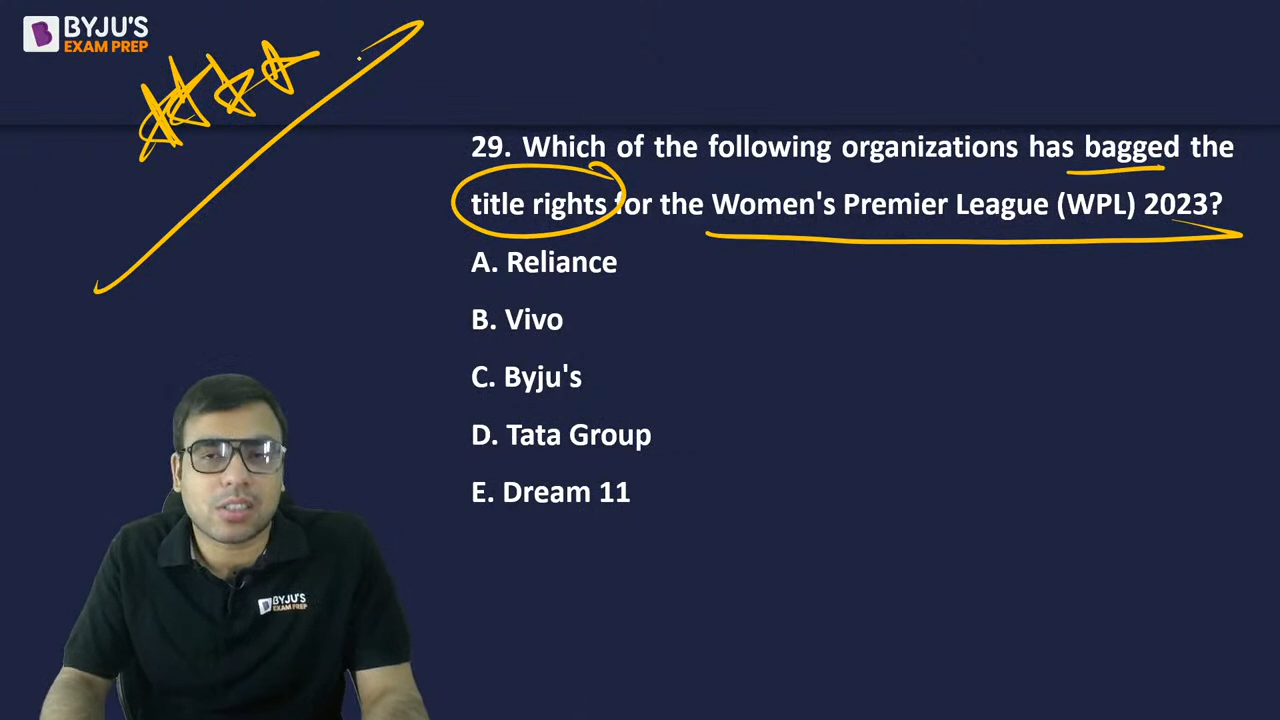 BYJU'S
EXAM PREP
29. Which of the following organizations has bagged the
title rights for the Women's Premier League (WPL) 2023?
A. Reliance
B. Vivo
C. Byju's
D. Tata Group
E. Dream 11
BYJU'S
EXAM PREP